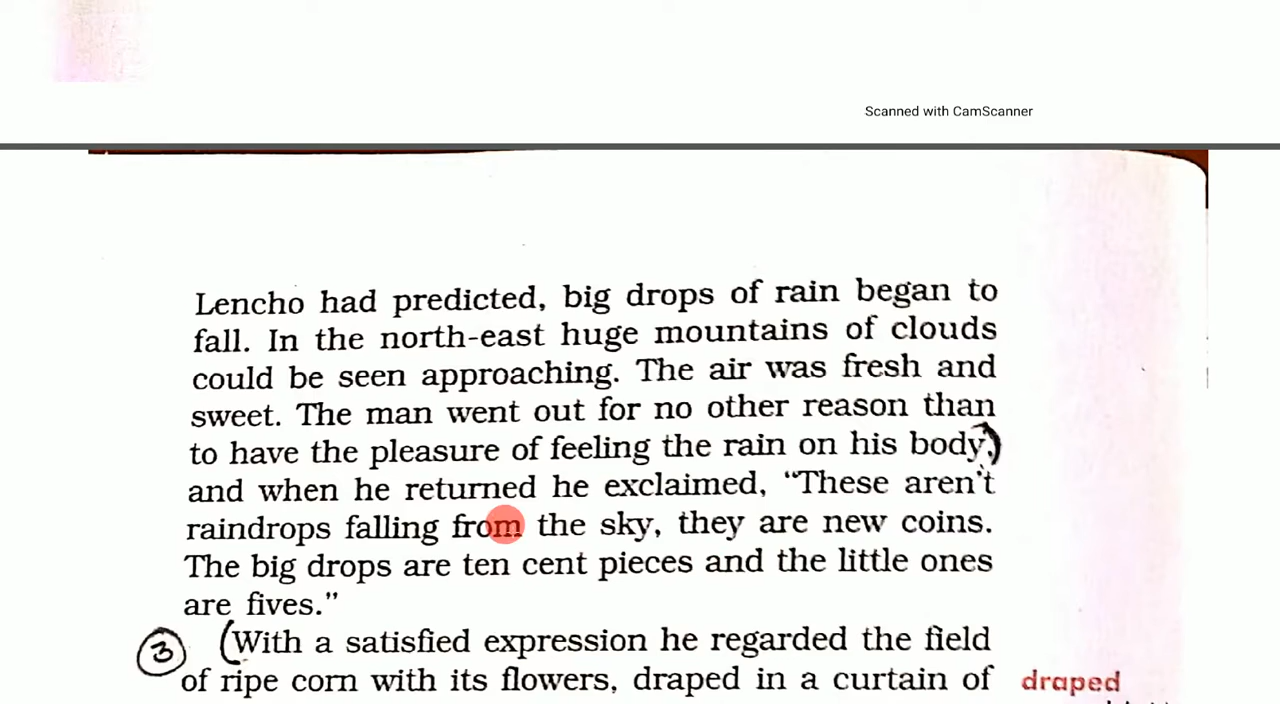 Scanned with CamScanner
Lencho had predicted, big drops of rain began to
fall. In the north-east huge mountains of clouds
could be seen approaching. The air was fresh and
sweet. The man went out for no other reason than
to have the pleasure of feeling the rain on his body,)
and when he returned he exclaimed, “These aren't
raindrops falling from the sky, they are new coins.
The big drops are ten cent pieces and the little ones
are fives.”
3 (With a satisfied expression he regarded the field
of ripe corn with its flowers, draped in a curtain of draped